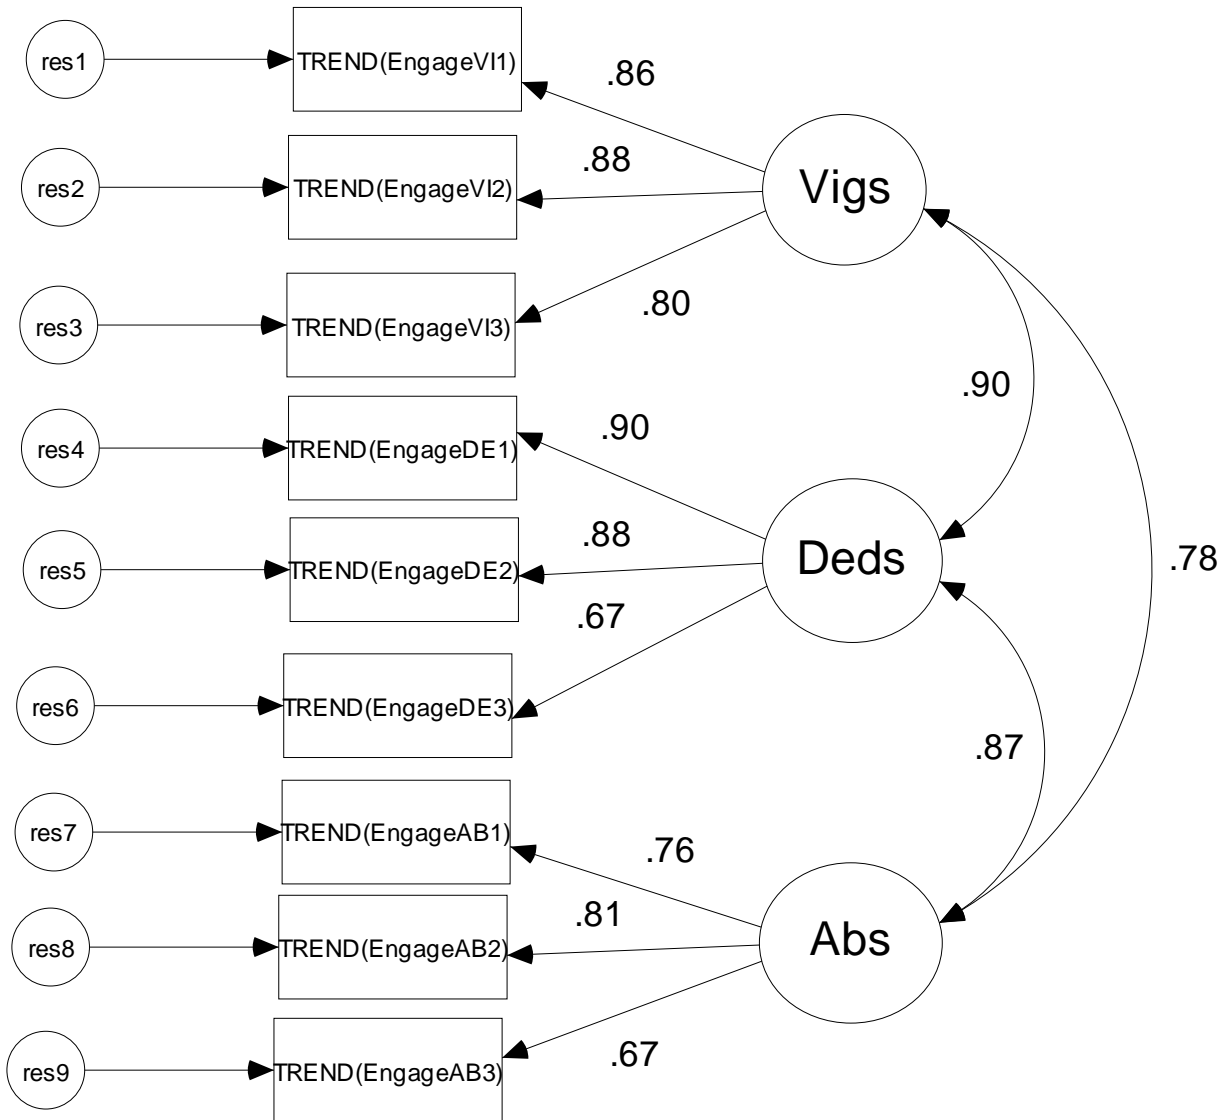 res1
TREND(EngageVI1)
.86
res2
TREND(EngageVI2)
.88
Vigs
res3
TREND(EngageVI3)
.80
.90
res4
TREND(EngageDE1)
.90
res5
TREND(EngageDE2)
.88
Deds
.78
.67
res6
TREND(EngageDE3)
.87
res7
TREND(EngageAB1)
.76
res8
TREND(EngageAB2)
.81
Abs
res9
TREND(EngageAB3)
.67